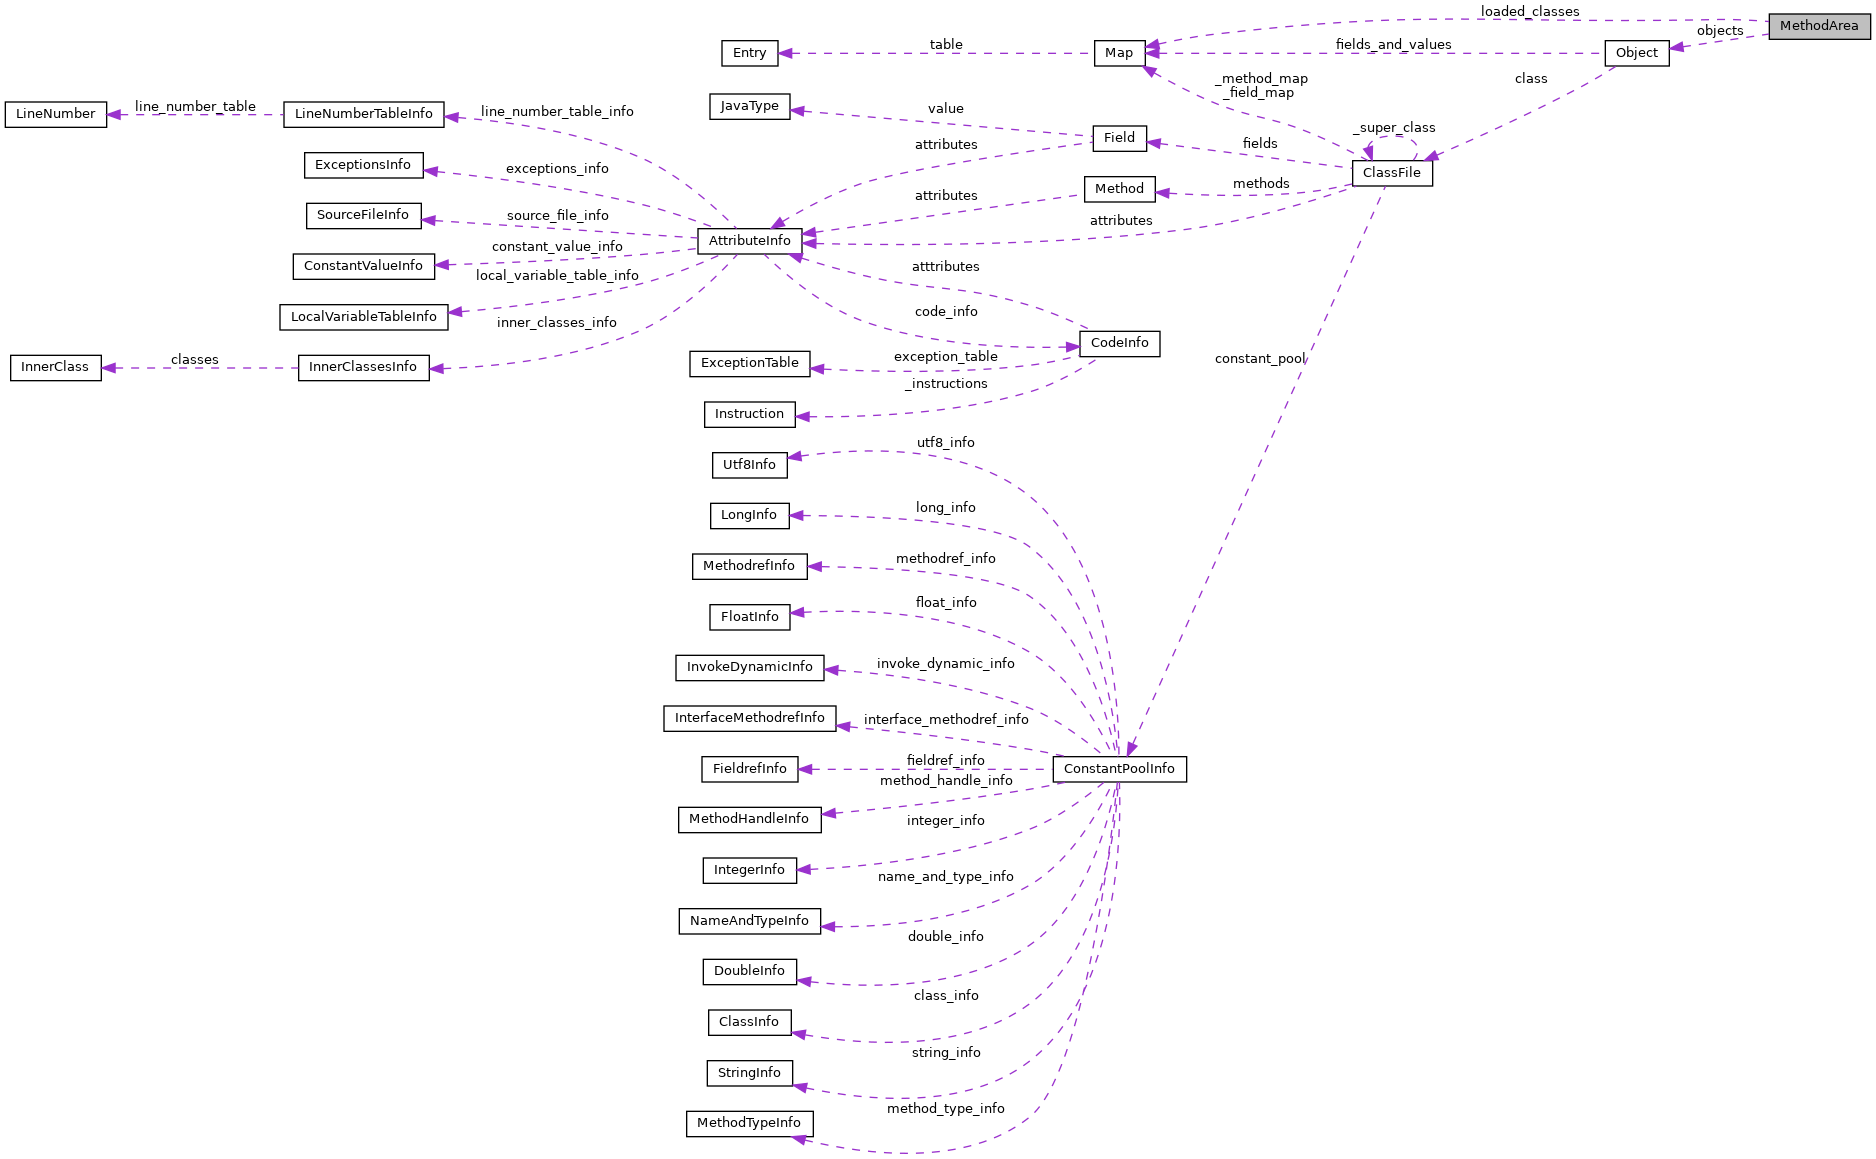 loaded_classes
MethodArea
objects
table
fields_and_values
Entry
Map
Object
_method_map
_field_map
class
line_number_table
LineNumber
LineNumberTableInfo
line_number_table_info
JavaType
value
Field
_super_class
attributes
fields
ExceptionsInfo
exceptions_info
ClassFile
methods
Method
attributes
SourceFileInfo
source_file_info
attributes
AttributeInfo
constant_value_info
ConstantValueInfo
atttributes
local_variable_table_info
LocalVariableTableInfo
code_info
inner_classes_info
CodeInfo
classes
InnerClass
InnerClassesInfo
ExceptionTable
exception_table
constant_pool
_instructions
Instruction
utf8_info
Utf8Info
long_info
LongInfo
methodref_info
MethodrefInfo
float_info
FloatInfo
invoke_dynamic_info
InvokeDynamicInfo
interface_methodref_info
InterfaceMethodrefInfo
fieldref_info
FieldrefInfo
ConstantPoolInfo
method_handle_info
MethodHandleInfo
integer_info
IntegerInfo
name_and_type_info
NameAndTypeInfo
double_info
DoubleInfo
class_info
ClassInfo
string_info
StringInfo
method_type_info
MethodTypeInfo